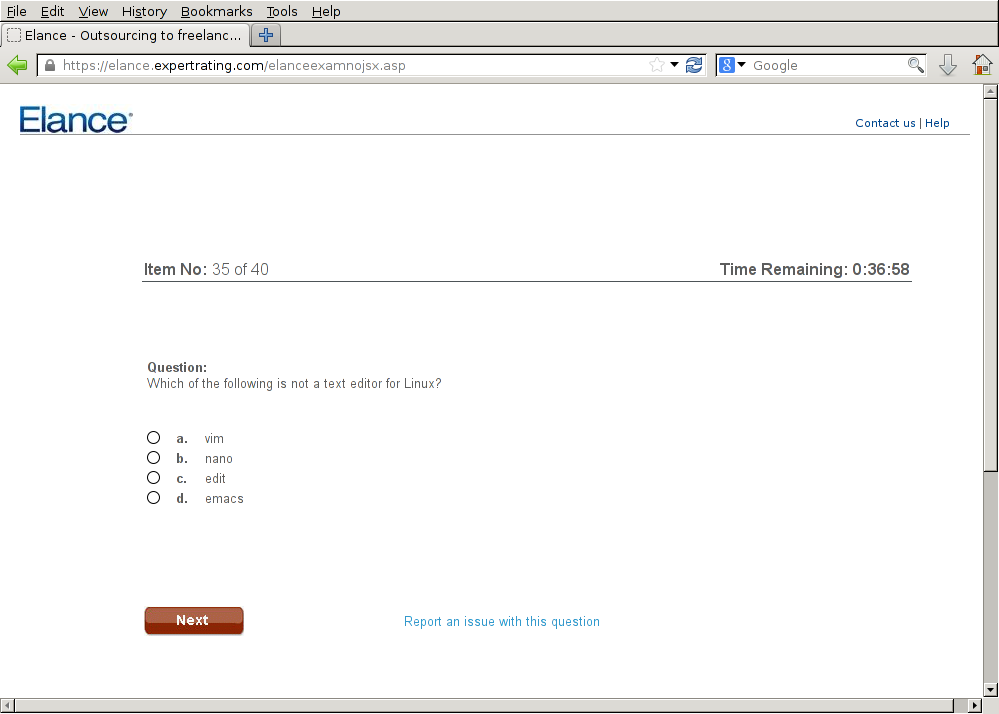 File Edit View History Bookmarks Tools Help
Elance - Outsourcing to freelanc...
https://elance.expertrating.com/elanceexamnojsx.asp
8 Google
Elance®
Contact us | Help
Item No: 35 of 40
Time Remaining: 0:36:58
Question:
Which of the following is not a text editor for Linux?
a. vim
b. nano
c. edit
d. emacs
Next
Report an issue with this question